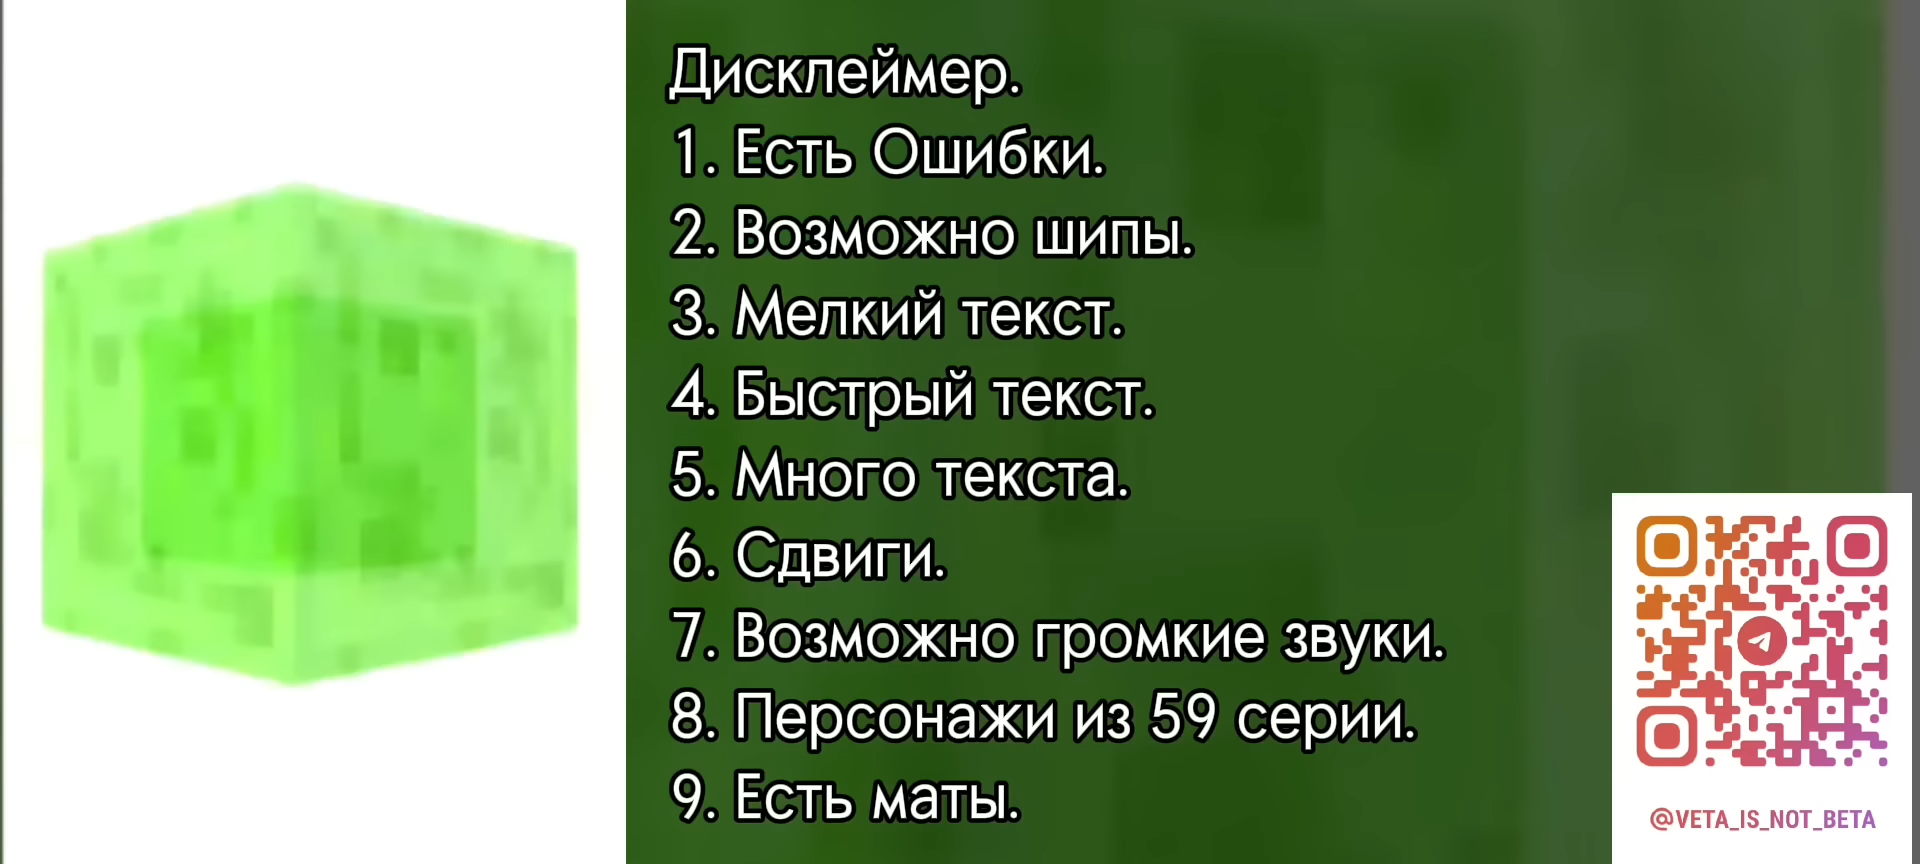 Дисклеймер.
1. Есть Ошибки.
2. Возможно шипы.
3. Мелкий текст.
4. Быстрый текст.
5. Много текста.
6. Сдвиги.
7. Возможно громкие звуки.
8. Персонажи из 59 серии.
9. Есть маты.
@VETA_IS_NOT_BETA